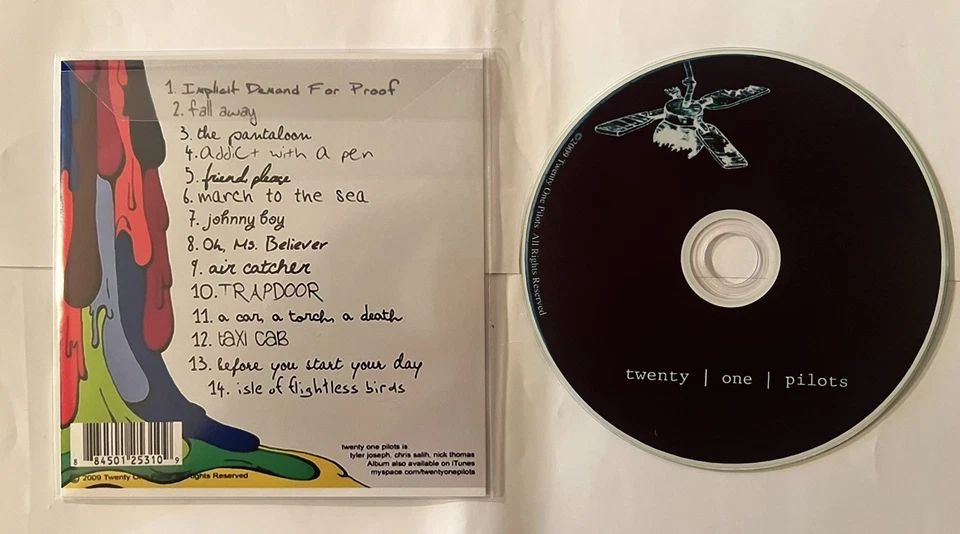 1. Implicit Demand For Proof
2. fall away
3. the pantaloon
4. addict with a pen
5. friend, please
6. march to the sea
7. johnny boy
8. Oh, Ms. Believer
9. air catcher
10. TRAPDOOR
11. a car, a torch, a death
12. taxi cab
13. before you start your day
14. isle of flightless birds
8 84501 25310 9
© 2009 Twenty One Rights Reserved
twenty one pilots is
tyler joseph, chris salih, nick thomas
Album also available on iTunes
myspace.com/twentyonepilots
©2009 Twenty One Pilots All Rights Reserved
twenty | one | pilots